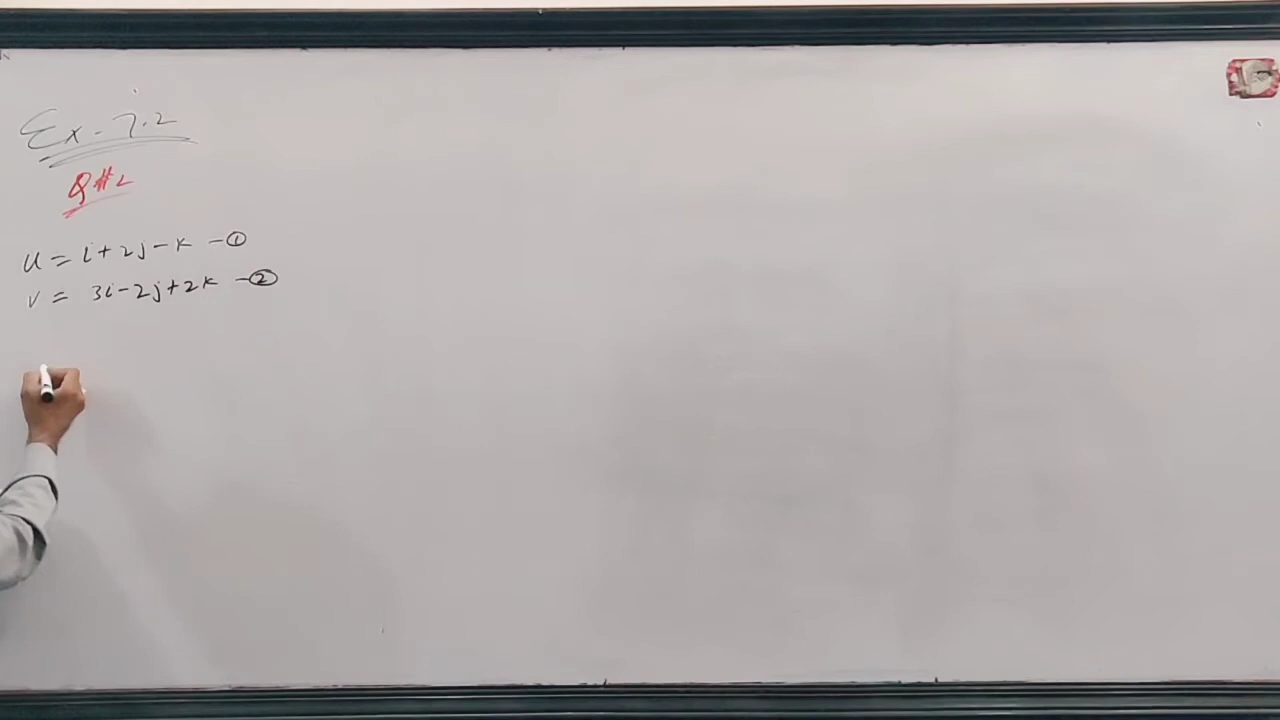 Ex - 7.2
Q#2
u = i + 2j - k - ①
v = 3i - 2j + 2k - ②